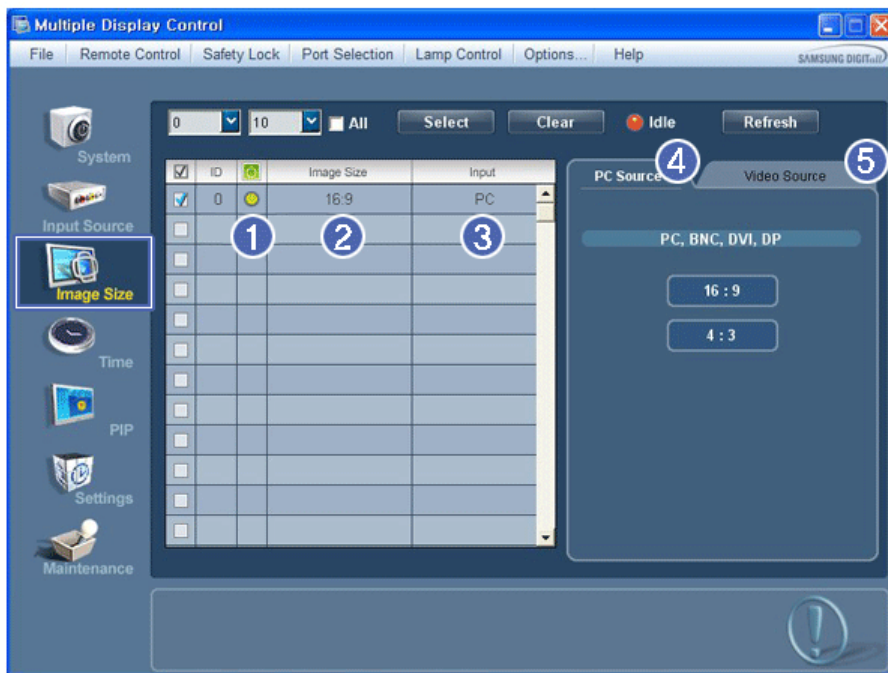 Multiple Display Control
File Remote Control Safety Lock Port Selection Lamp Control Options... Help SAMSUNG DIGITall
0 10 All Select Clear Idle Refresh
System
Input Source
Image Size
Time
PIP
Settings
Maintenance
ID Image Size Input
0 16:9 PC
1 2 3
PC Source 4 Video Source 5
PC, BNC, DVI, DP
16 : 9
4 : 3